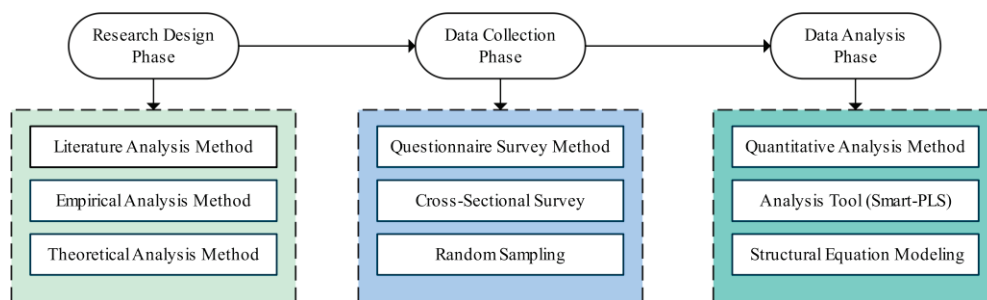 Research Design
Phase
Data Collection
Phase
Data Analysis
Phase
Literature Analysis Method
Empirical Analysis Method
Theoretical Analysis Method
Questionnaire Survey Method
Cross-Sectional Survey
Random Sampling
Quantitative Analysis Method
Analysis Tool (Smart-PLS)
Structural Equation Modeling